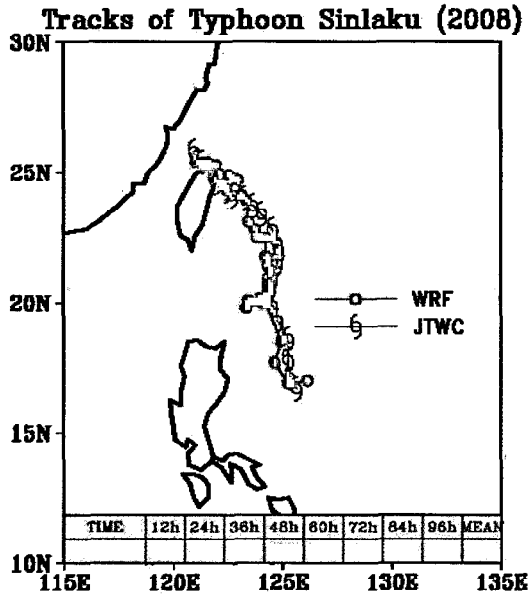 Tracks of Typhoon Sinlaku (2008)
30N
25N
20N
15N
10N
WRF
JTWC
TIME 12h 24h 36h 48h 60h 72h 84h 96h MEAN
115E 120E 125E 130E 135E